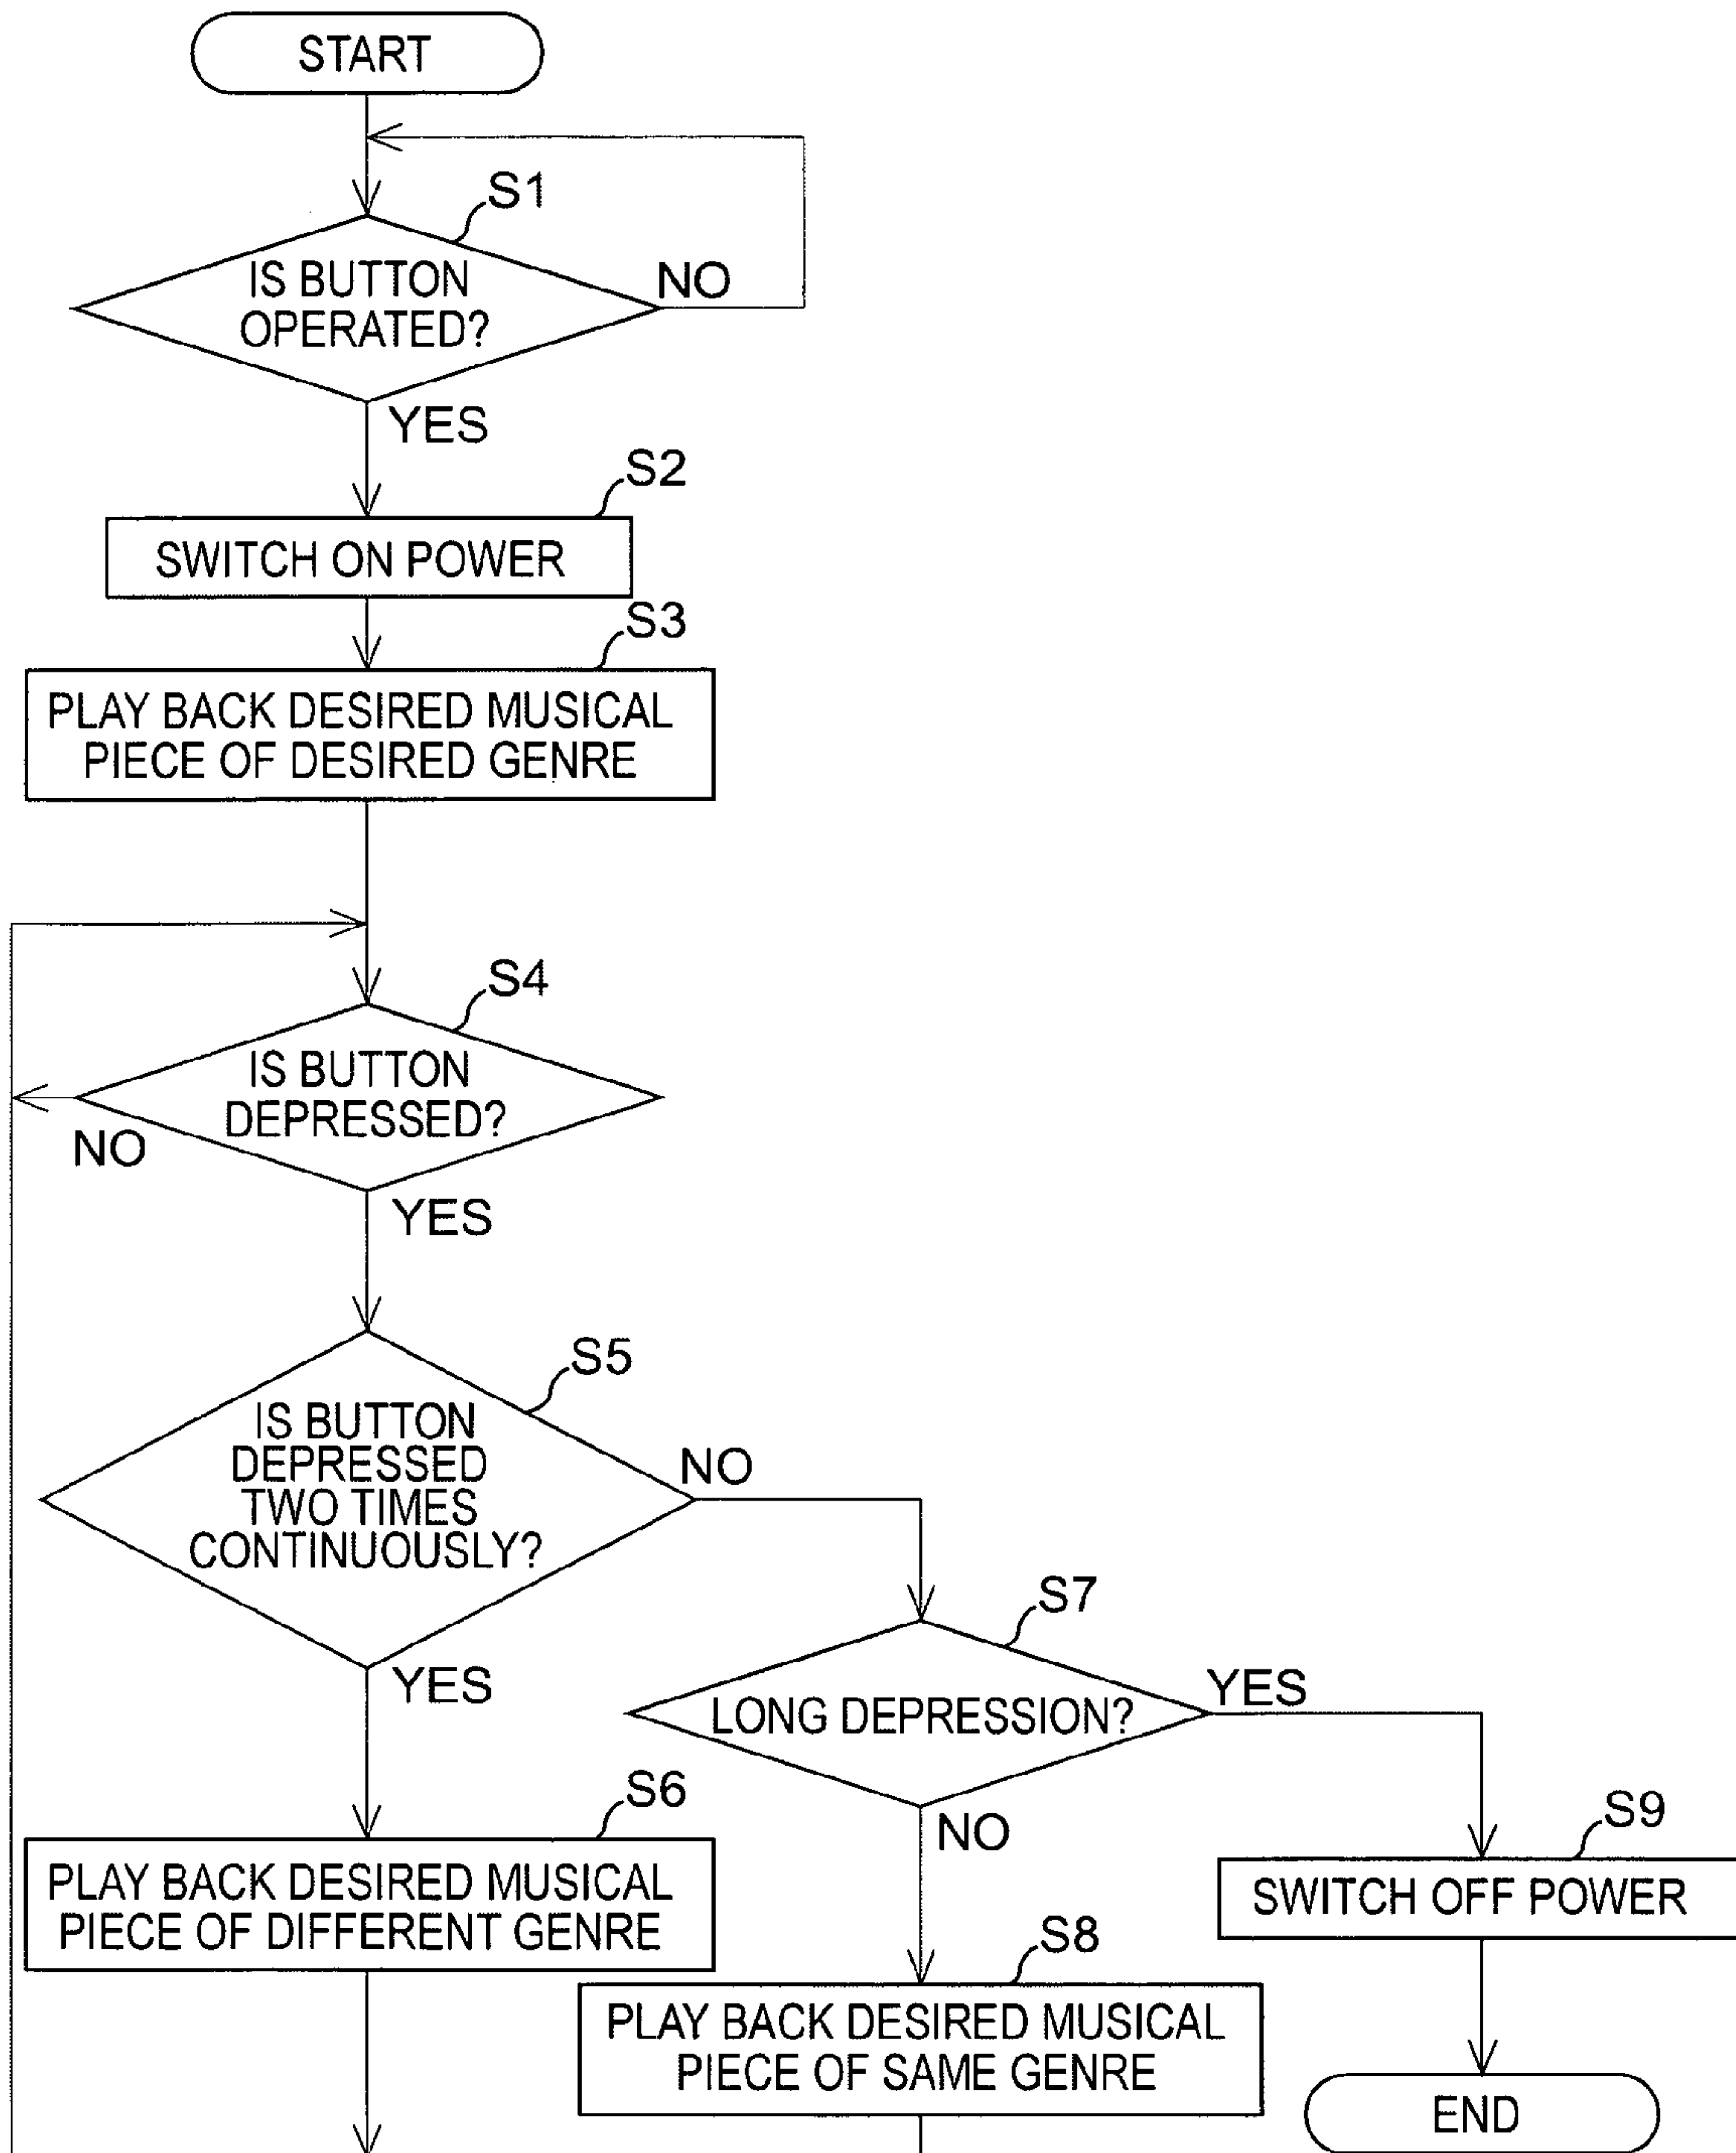 START
S1
IS BUTTON
OPERATED?
NO
YES
S2
SWITCH ON POWER
S3
PLAY BACK DESIRED MUSICAL
PIECE OF DESIRED GENRE
S4
IS BUTTON
DEPRESSED?
NO
YES
S5
IS BUTTON
DEPRESSED
TWO TIMES
CONTINUOUSLY?
NO
YES
S7
LONG DEPRESSION?
YES
NO
S6
PLAY BACK DESIRED MUSICAL
PIECE OF DIFFERENT GENRE
S9
SWITCH OFF POWER
S8
PLAY BACK DESIRED MUSICAL
PIECE OF SAME GENRE
END